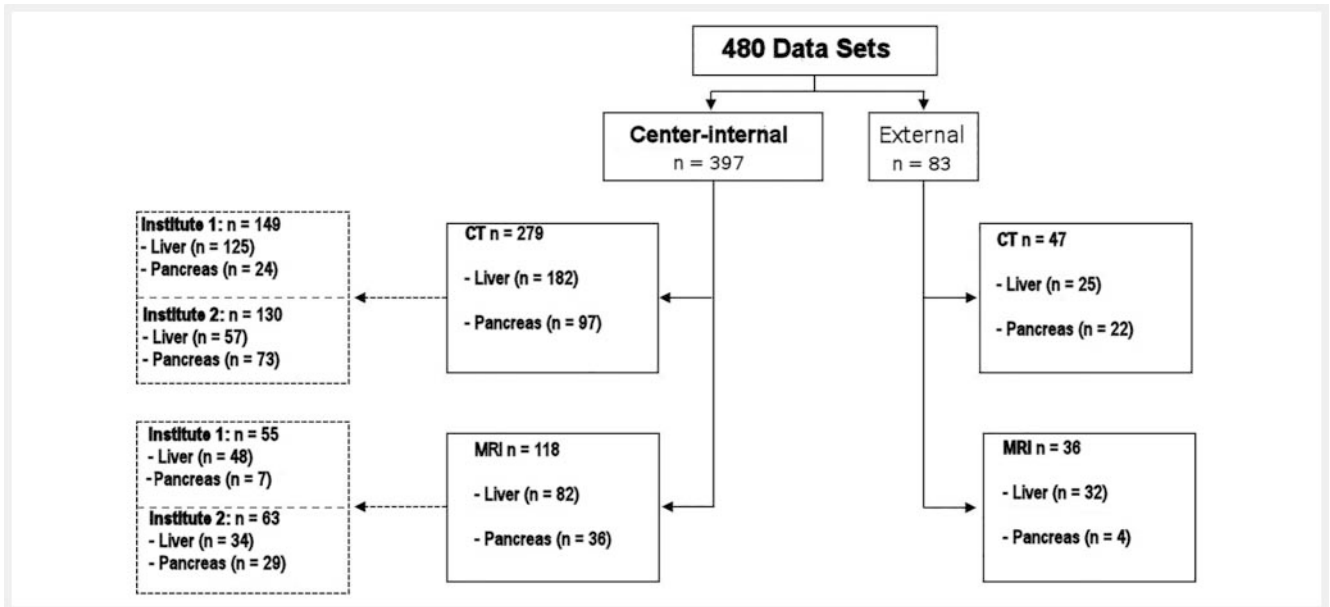 480 Data Sets
Center-internal
n = 397
External
n = 83
Institute 1: n = 149
- Liver (n = 125)
- Pancreas (n = 24)
Institute 2: n = 130
- Liver (n = 57)
- Pancreas (n = 73)
CT n = 279
- Liver (n = 182)
- Pancreas (n = 97)
CT n = 47
- Liver (n = 25)
- Pancreas (n = 22)
Institute 1: n = 55
- Liver (n = 48)
-Pancreas (n = 7)
Institute 2: n = 63
- Liver (n = 34)
- Pancreas (n = 29)
MRI n = 118
- Liver (n = 82)
- Pancreas (n = 36)
MRI n = 36
- Liver (n = 32)
- Pancreas (n = 4)